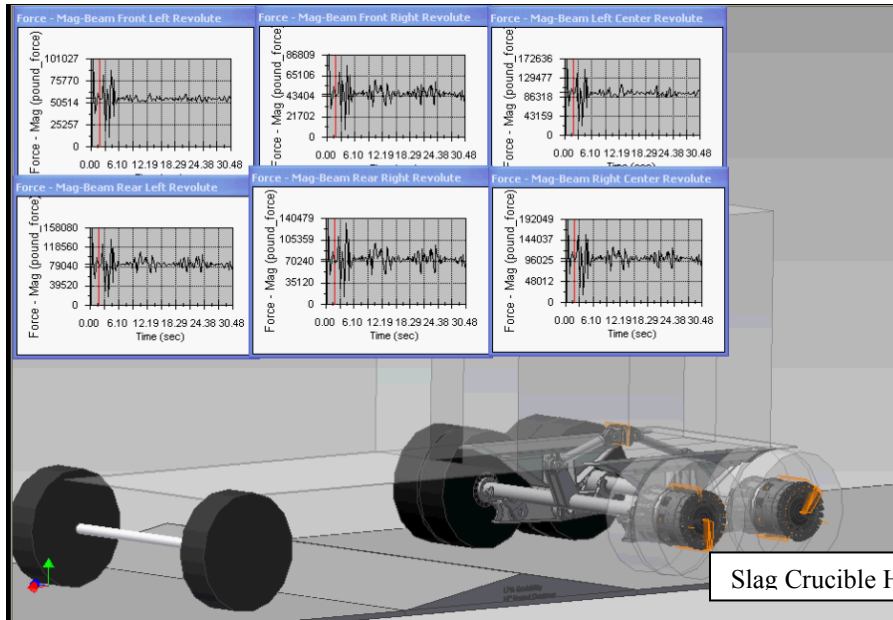 Force - Mag-Beam Front Left Revolute
Force - Mag (pound_force)
101027
75770
50514
25257
0
0.00 6.10 12.19 18.29 24.38 30.48
Time (sec)
Force - Mag-Beam Front Right Revolute
Force - Mag (pound_force)
86809
65106
43404
21702
0
0.00 6.10 12.19 18.29 24.38 30.48
Time (sec)
Force - Mag-Beam Left Center Revolute
Force - Mag (pound_force)
172636
129477
86318
43159
0
0.00 6.10 12.19 18.29 24.38 30.48
Time (sec)
Force - Mag-Beam Rear Left Revolute
Force - Mag (pound_force)
158080
118560
79040
39520
0
0.00 6.10 12.19 18.29 24.38 30.48
Time (sec)
Force - Mag-Beam Rear Right Revolute
Force - Mag (pound_force)
140479
105359
70240
35120
0
0.00 6.10 12.19 18.29 24.38 30.48
Time (sec)
Force - Mag-Beam Right Center Revolute
Force - Mag (pound_force)
192049
144037
96025
48012
0
0.00 6.10 12.19 18.29 24.38 30.48
Time (sec)
Slag Crucible H